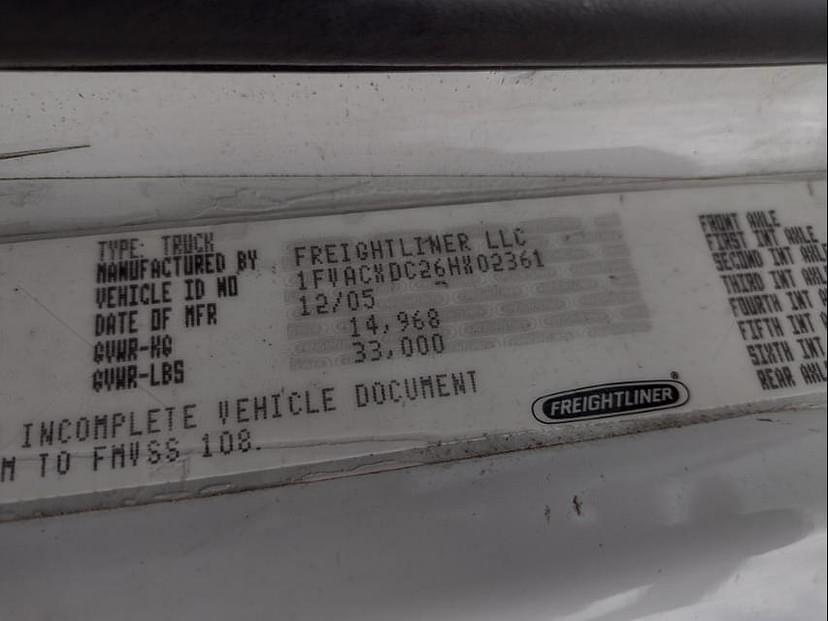 TYPE: TRUCK
MANUFACTURED BY FREIGHTLINER LLC
VEHICLE ID NO 1FVACXDC26HX02361
DATE OF MFR 12/05
GVWR-KG 14,968
GVWR-LBS 33,000
INCOMPLETE VEHICLE DOCUMENT
M TO FMVSS 108.
FREIGHTLINER ®
FRONT AXLE
FIRST INT AXLE
SECOND INT AXLE
THIRD INT AXL
FOURTH INT A
FIFTH INT A
SIXTH INT
REAR AXL